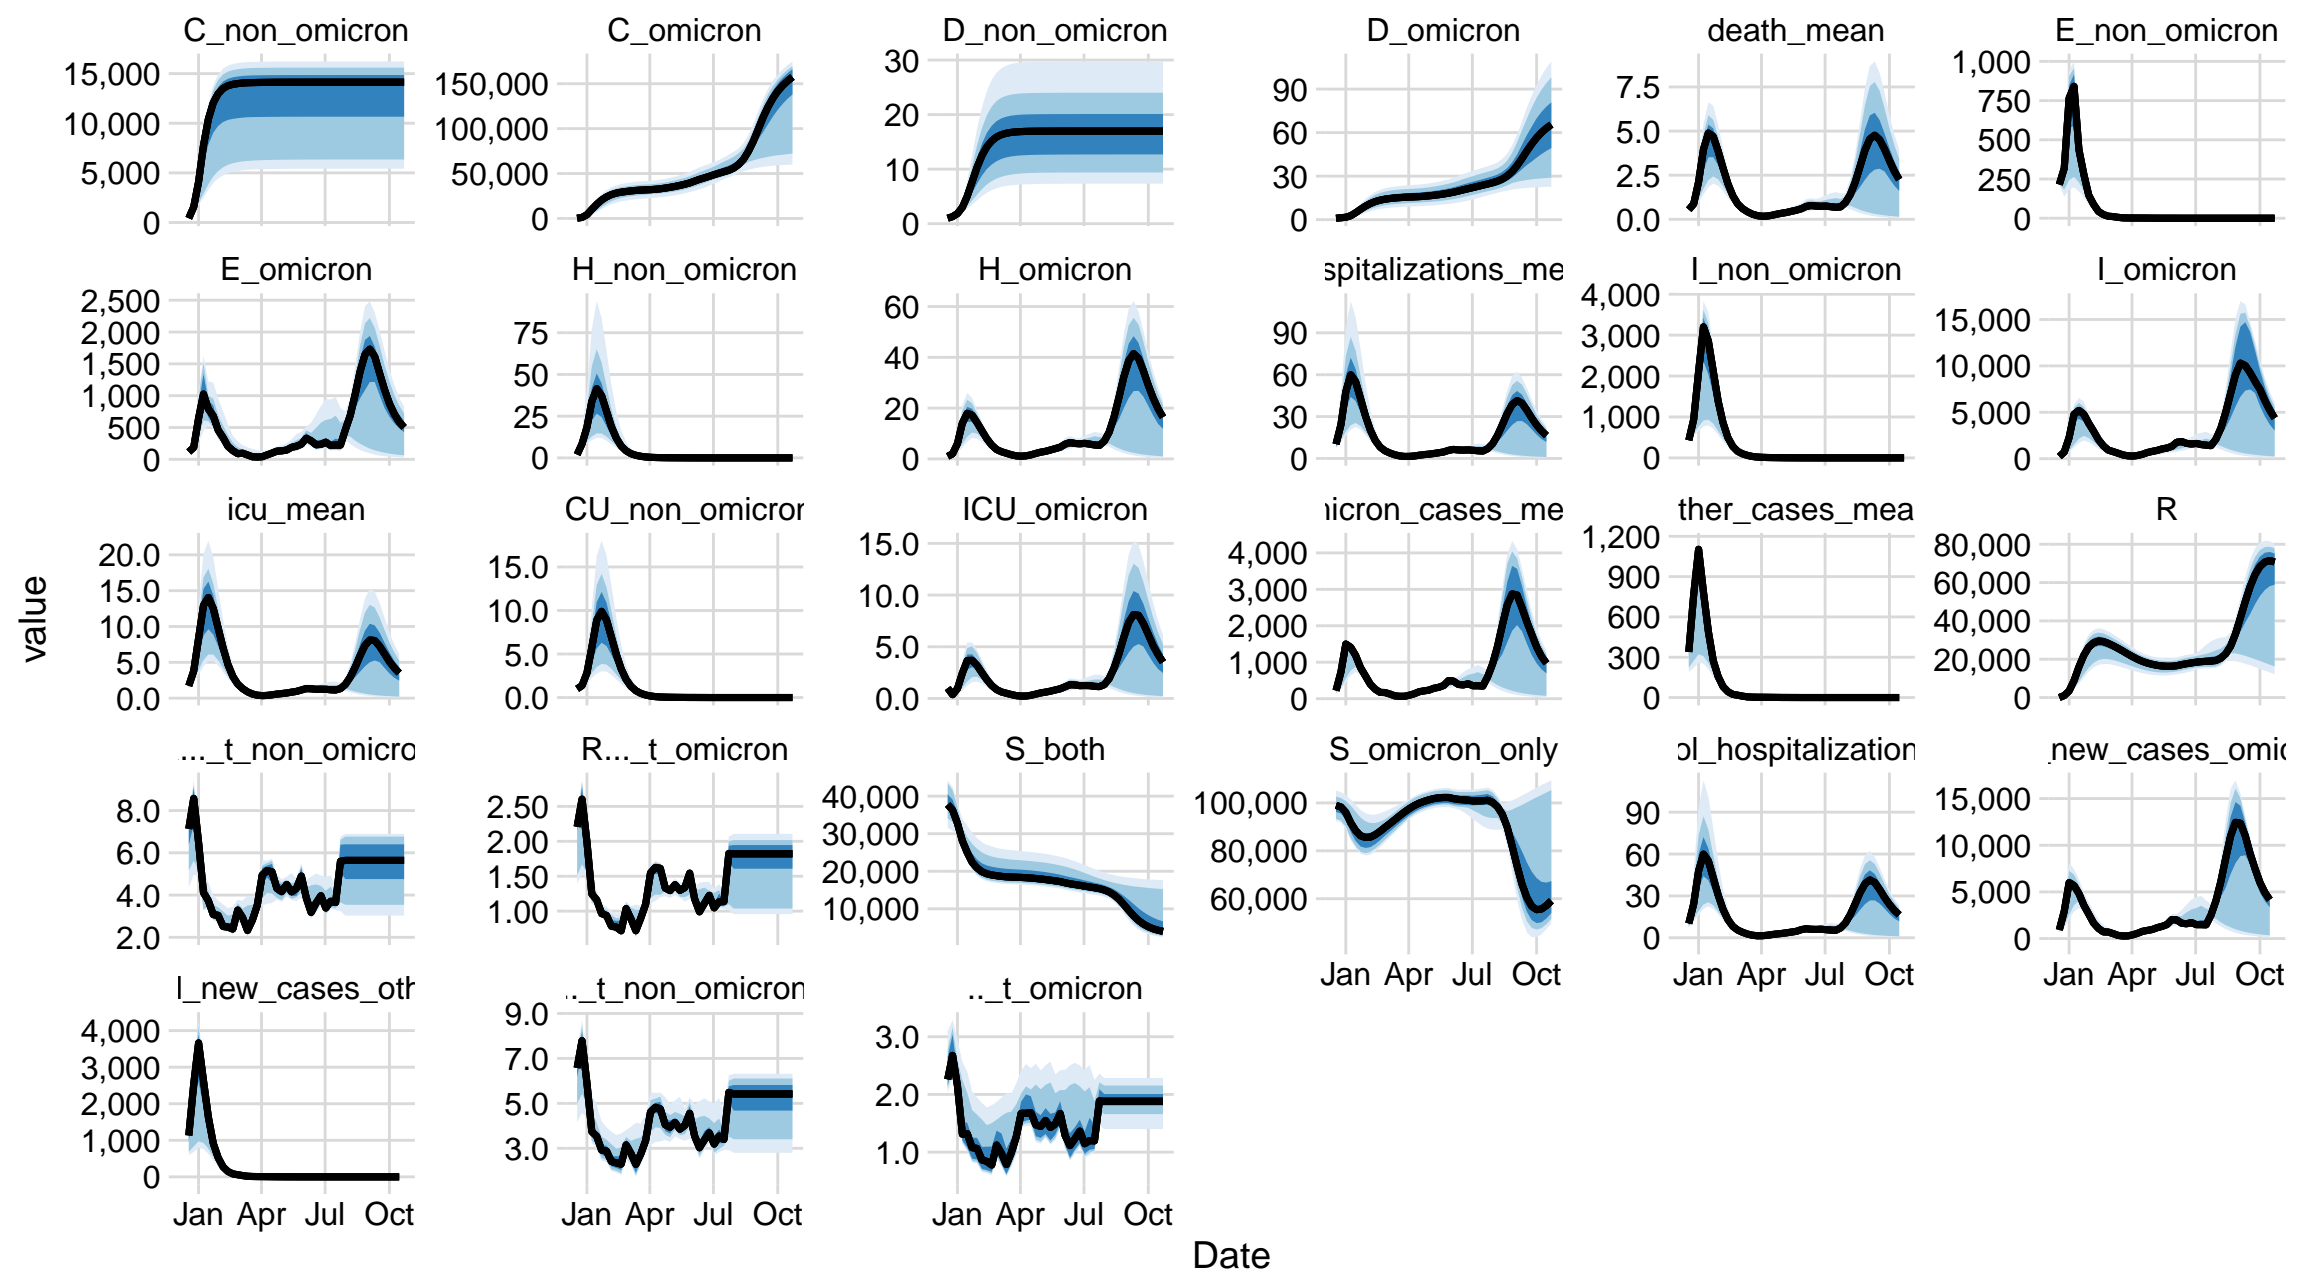 C_non_omicron C_omicron D_non_omicron D_omicron death_mean E_non_omicron
15,000 10,000 5,000 0
150,000 100,000 50,000 0
30 20 10 0
90 60 30 0
7.5 5.0 2.5 0.0
1,000 750 500 250 0
E_omicron H_non_omicron H_omicron spitalizations_me I_non_omicron I_omicron
2,500 2,000 1,500 1,000 500 0
75 50 25 0
60 40 20 0
90 60 30 0
4,000 3,000 2,000 1,000 0
15,000 10,000 5,000 0
icu_mean CU_non_omicror ICU_omicron nicron_cases_me ther_cases_mea R
20.0 15.0 10.0 5.0 0.0
15.0 10.0 5.0 0.0
15.0 10.0 5.0 0.0
4,000 3,000 2,000 1,000 0
1,200 900 600 300 0
80,000 60,000 40,000 20,000 0
..._t_non_omicro R..._t_omicron S_both S_omicron_only ol_hospitalization _new_cases_omic
8.0 6.0 4.0 2.0
2.50 2.00 1.50 1.00
40,000 30,000 20,000 10,000
100,000 80,000 60,000
90 60 30 0
15,000 10,000 5,000 0
Jan Apr Jul Oct
Jan Apr Jul Oct
Jan Apr Jul Oct
l_new_cases_oth .._t_non_omicron .._t_omicron
4,000 3,000 2,000 1,000 0
9.0 7.0 5.0 3.0
3.0 2.0 1.0
Jan Apr Jul Oct
Jan Apr Jul Oct
Jan Apr Jul Oct
value
Date